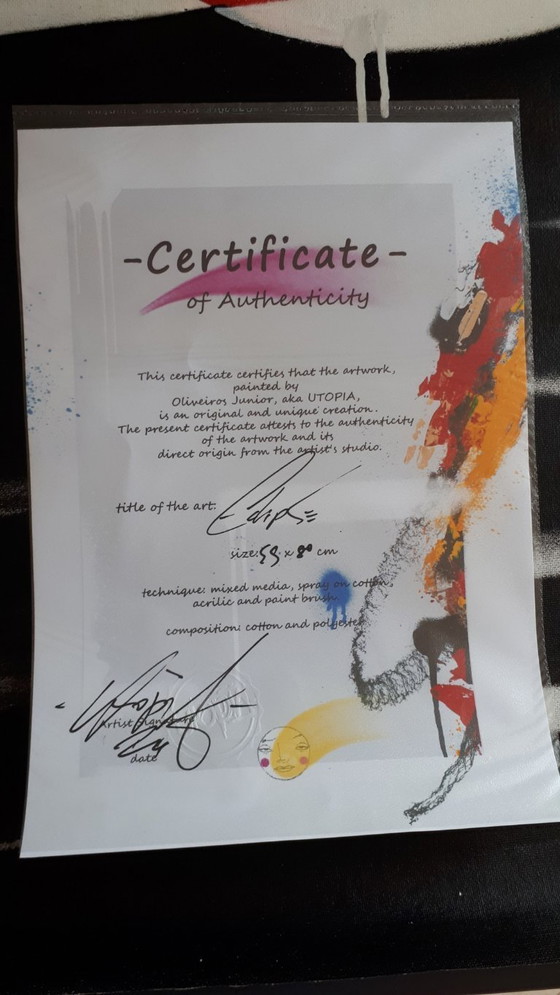 -Certificate-
of Authenticity
This certificate certifies that the artwork,
painted by
Oliveiros Junior, aka UTOPIA,
is an original and unique creation.
The present certificate attests to the authenticity
of the artwork and its
direct origin from the artist's studio.
title of the art: Eclipse
size: x 80 cm
technique: mixed media, spray on cotton,
acrilic and paint brush.
composition: cotton and polyester
Artist signature
date